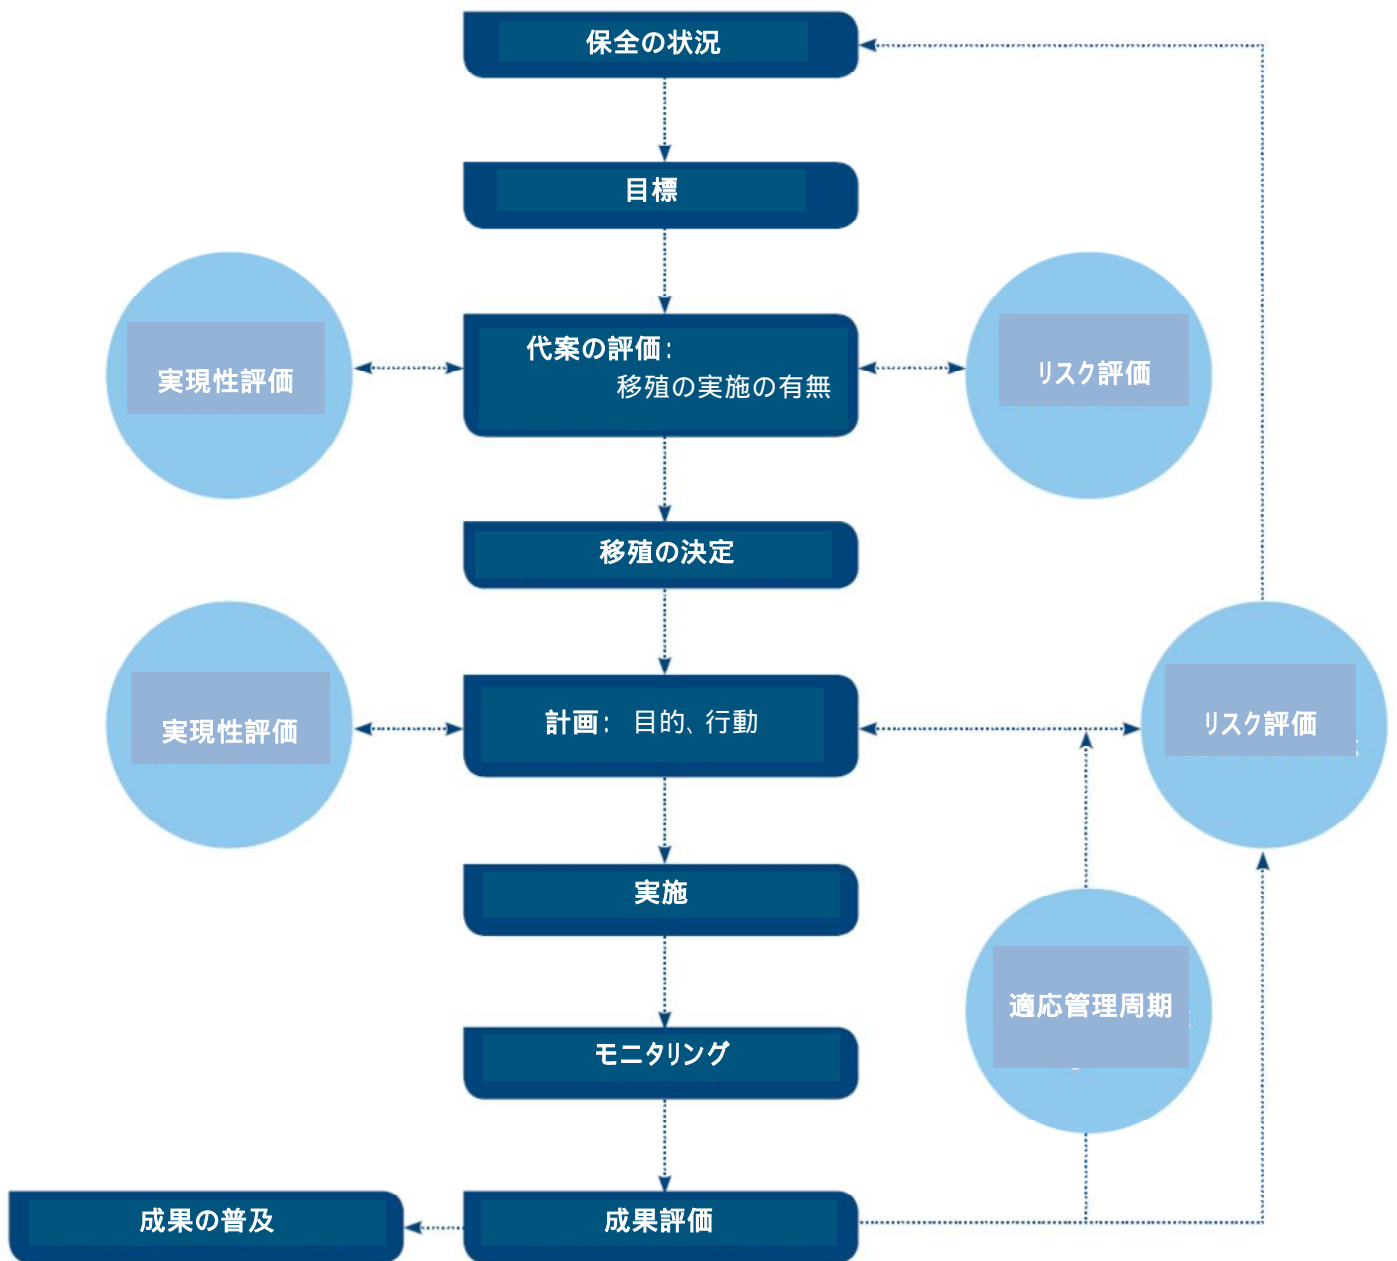 保全の状況
目標
実現性評価
代案の評価：
移殖の実施の有無
リスク評価
移殖の決定
実現性評価
計画： 目的、行動
リスク評価
実施
適応管理周期
モニタリング
成果の普及
成果評価